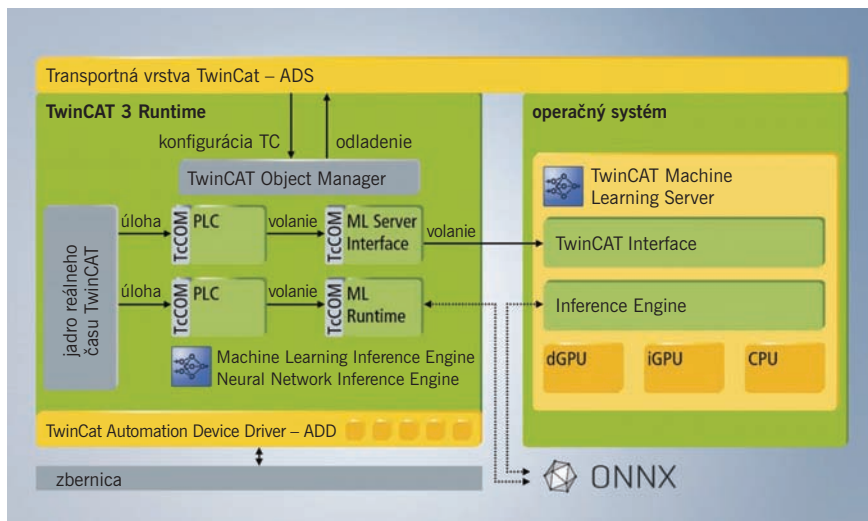 Transportná vrstva TwinCat – ADS
TwinCAT 3 Runtime
konfigurácia TC
odladenie
TwinCAT Object Manager
jadro reálneho
času TwinCAT
úloha
TcCOM
PLC
volanie
TcCOM
ML Server
Interface
volanie
úloha
TcCOM
PLC
volanie
TcCOM
ML
Runtime
Machine Learning Inference Engine
Neural Network Inference Engine
TwinCat Automation Device Driver – ADD
zbernica
operačný systém
TwinCAT Machine
Learning Server
TwinCAT Interface
Inference Engine
dGPU
iGPU
CPU
ONNX